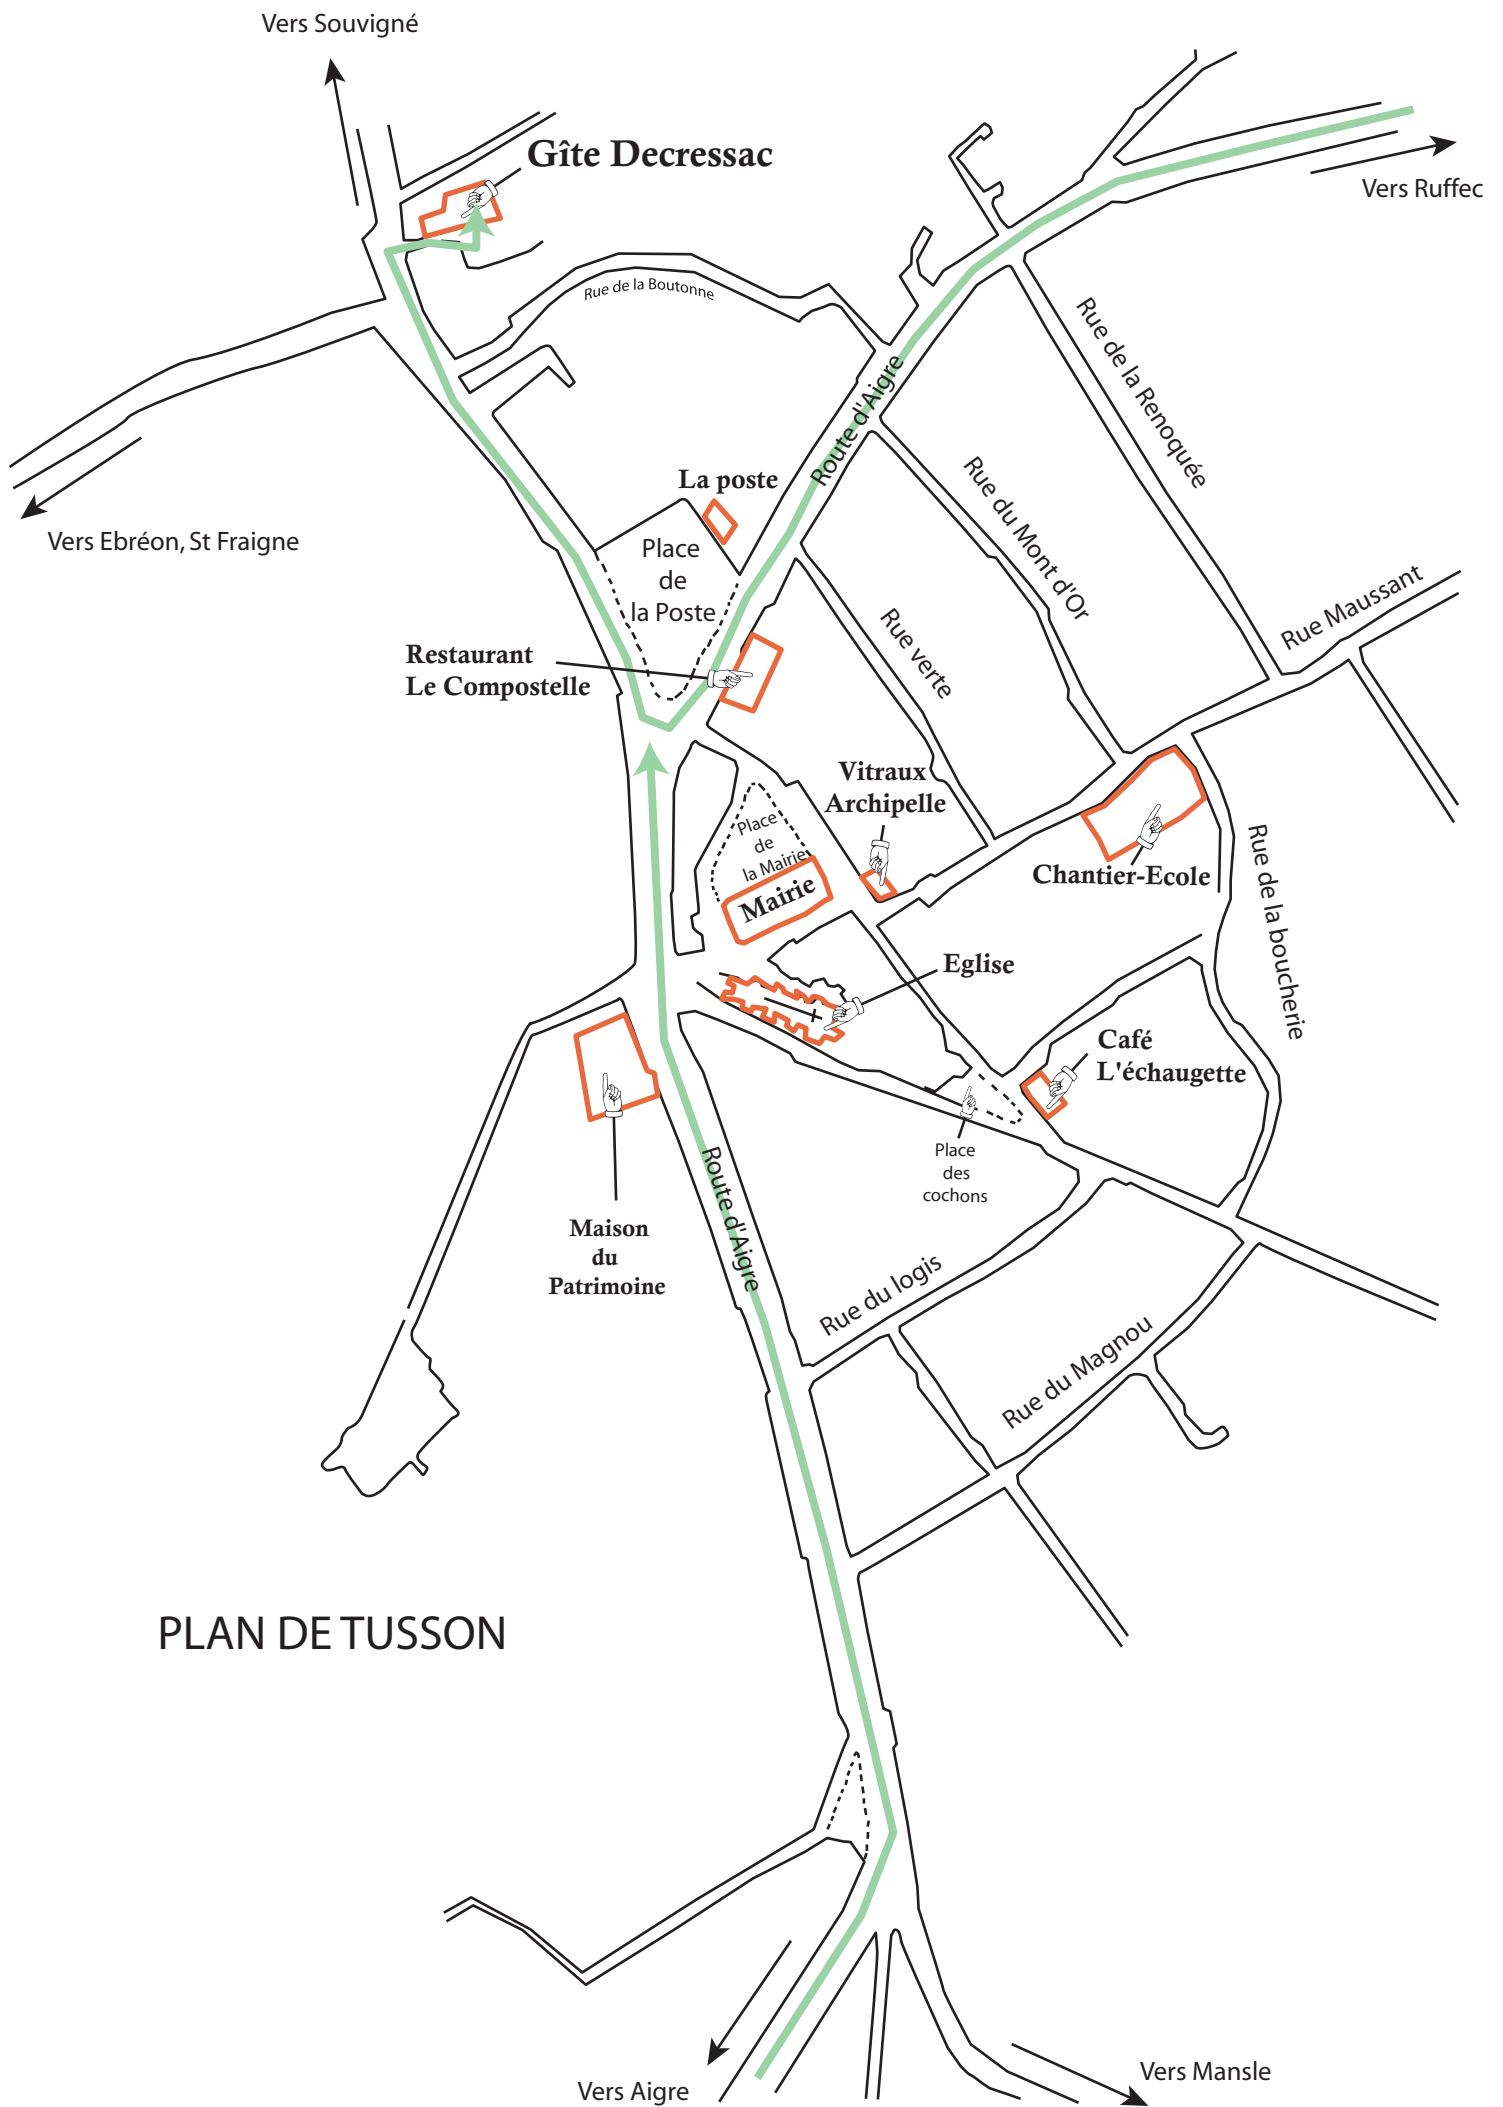 Vers Souvigné
Gîte Decressac
Vers Ruffec
Rue de la Boutonne
Rue de la Renoquée
Route d'Aigre
La poste
Rue du Mont d'Or
Vers Ebréon, St Fraigne
Place
de
la Poste
Rue Maussant
Rue verte
Restaurant
Le Compostelle
Vitraux
Archipelle
Place
de
la Mairie
Mairie
Chantier-Ecole
Rue de la boucherie
Eglise
Café
L'échaugette
Place
des
cochons
Route d'Aigre
Maison
du
Patrimoine
Rue du logis
Rue du Magnou
PLAN DE TUSSON
Vers Mansle
Vers Aigre